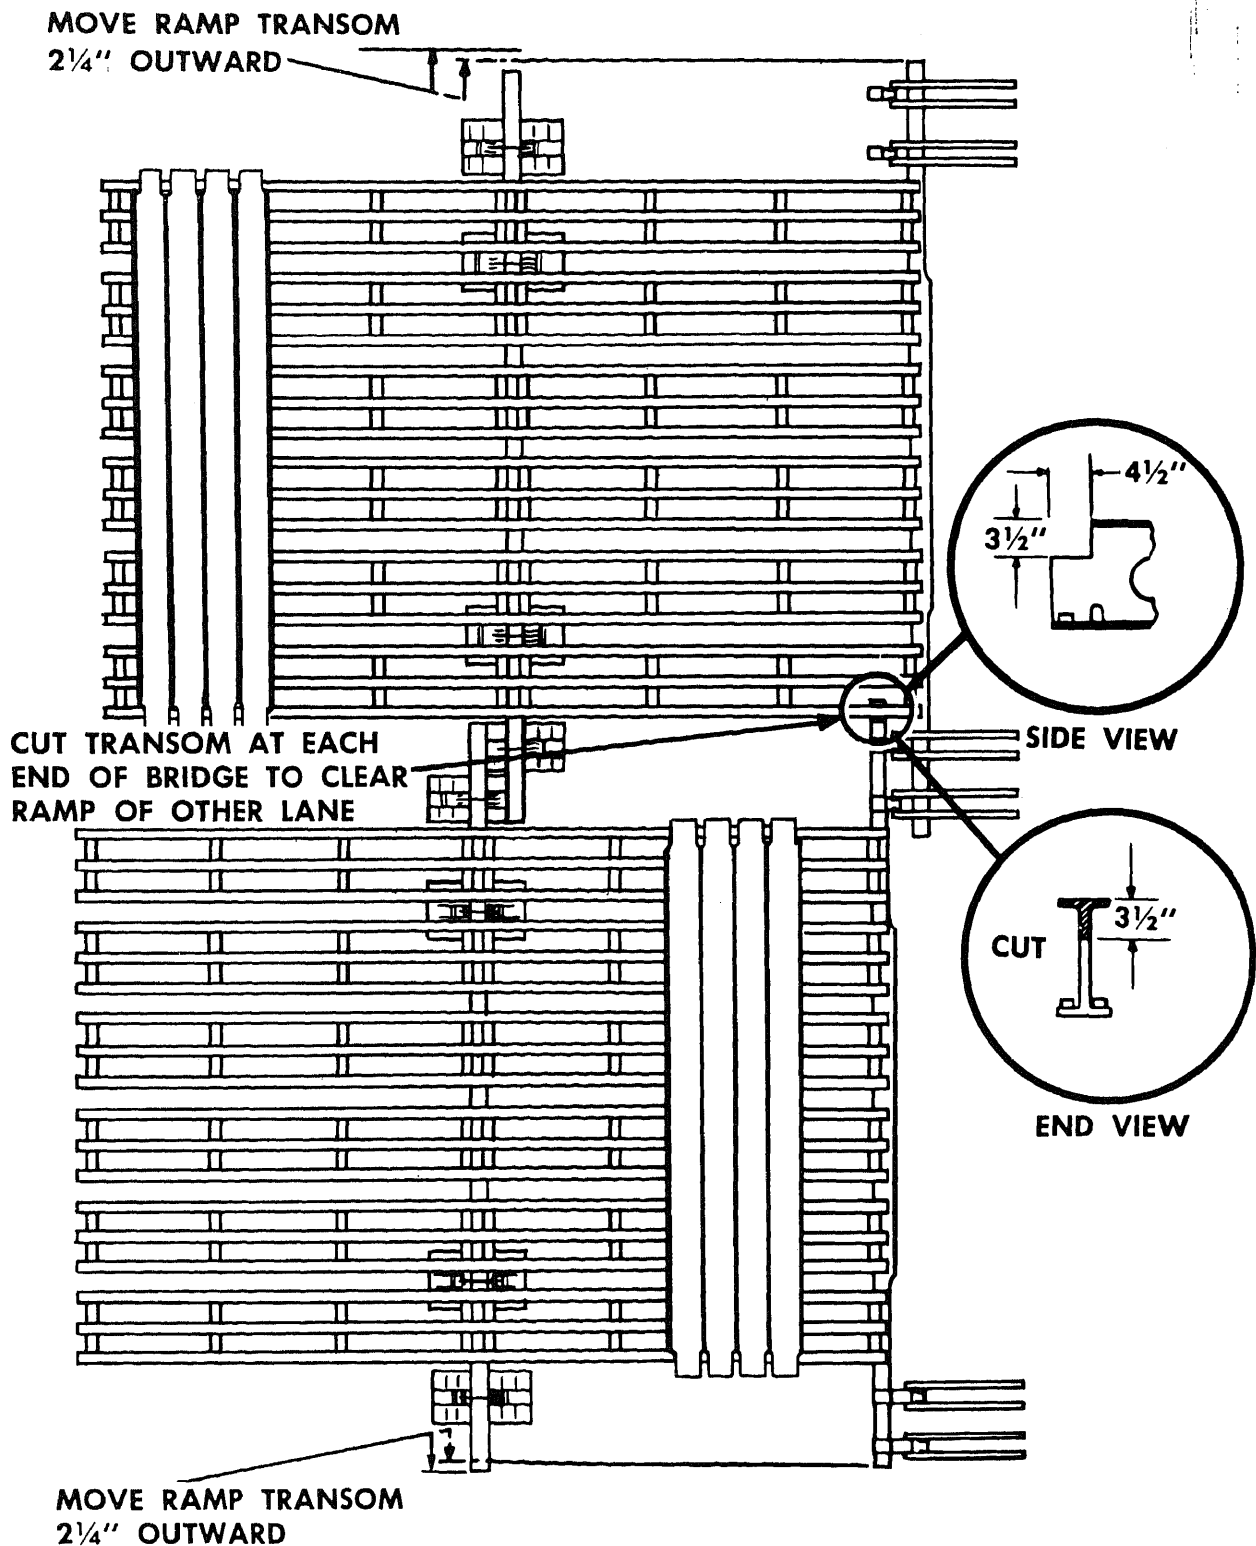 MOVE RAMP TRANSOM
2¼" OUTWARD
4½"
3½"
SIDE VIEW
CUT TRANSOM AT EACH
END OF BRIDGE TO CLEAR
RAMP OF OTHER LANE
3½"
CUT
END VIEW
MOVE RAMP TRANSOM
2¼" OUTWARD